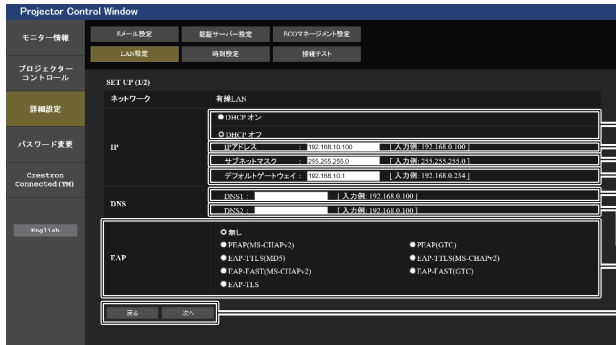 Projector Control Window
モニター情報
プロジェクター
コントロール
詳細設定
パスワード変更
Crestron
Connected(TM)
English
Eメール設定
認証サーバー設定
ECOマネージメント設定
LAN設定
時刻設定
接続テスト
SET UP (1/2)
ネットワーク 有線LAN
IP
DHCP オン
DHCP オフ
IPアドレス : 192.168.10.100 [ 入力例: 192.168.0.100 ]
サブネットマスク : 255.255.255.0 [ 入力例: 255.255.255.0 ]
デフォルトゲートウェイ : 192.168.10.1 [ 入力例: 192.168.0.254 ]
DNS
DNS1 : [ 入力例: 192.168.0.100 ]
DNS2 : [ 入力例: 192.168.0.100 ]
EAP
無し
PEAP(MS-CHAPv2) PEAP(GTC)
EAP-TTLS(MD5) EAP-TTLS(MS-CHAPv2)
EAP-FAST(MS-CHAPv2) EAP-FAST(GTC)
EAP-TLS
戻る 次へ